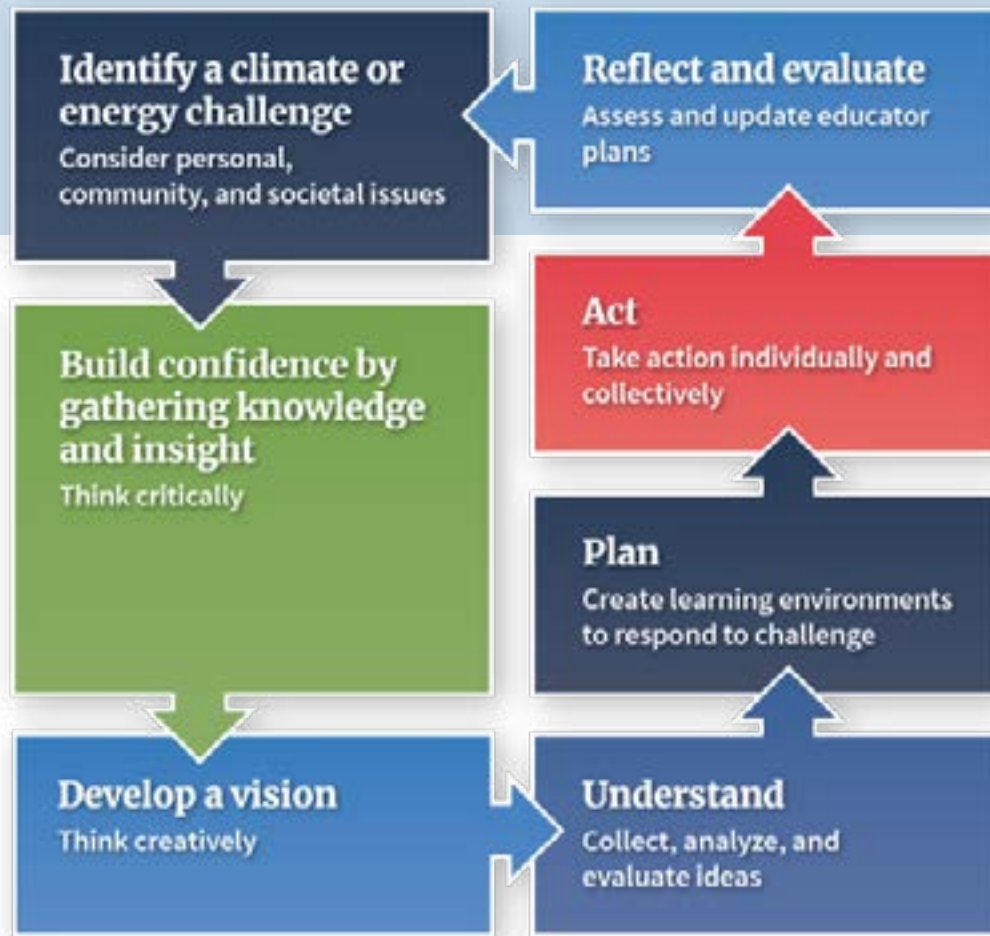 Identify a climate or
energy challenge
Consider personal,
community, and societal issues
Build confidence by
gathering knowledge
and insight
Think critically
Develop a vision
Think creatively
Understand
Collect, analyze, and
evaluate ideas
Plan
Create learning environments
to respond to challenge
Act
Take action individually and
collectively
Reflect and evaluate
Assess and update educator
plans